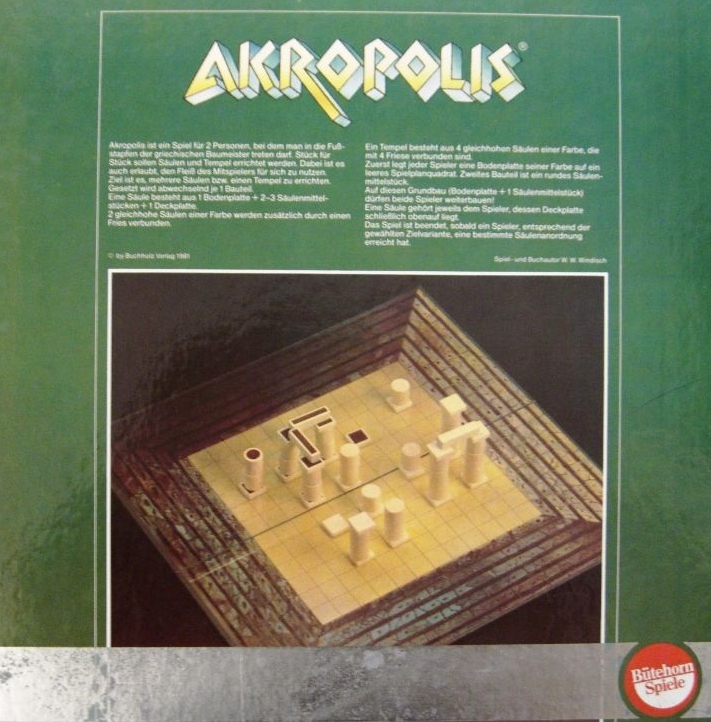 AKROPOLIS®
Akropolis ist ein Spiel für 2 Personen, bei dem man in die Fuß-
stapfen der griechischen Baumeister treten darf. Stück für
Stück sollen Säulen und Tempel errichtet werden. Dabei ist es
auch erlaubt, den Fleiß des Mitspielers für sich zu nutzen.
Ziel ist es, mehrere Säulen bzw. einen Tempel zu errichten.
Gesetzt wird abwechselnd je 1 Bauteil.
Eine Säule besteht aus 1 Bodenplatte + 2–3 Säulenmittel-
stücken + 1 Deckplatte.
2 gleichhohe Säulen einer Farbe werden zusätzlich durch einen
Fries verbunden.
Ein Tempel besteht aus 4 gleichhohen Säulen einer Farbe, die
mit 4 Friese verbunden sind.
Zuerst legt jeder Spieler eine Bodenplatte seiner Farbe auf ein
leeres Spielplanquadrat. Zweites Bauteil ist ein rundes Säulen-
mittelstück.
Auf diesen Grundbau (Bodenplatte + 1 Säulenmittelstück)
dürfen beide Spieler weiterbauen!
Eine Säule gehört jeweils dem Spieler, dessen Deckplatte
schließlich obenauf liegt.
Das Spiel ist beendet, sobald ein Spieler, entsprechend der
gewählten Zielvariante, eine bestimmte Säulenanordnung
erreicht hat.
© by Buchholz Verlag 1981
Spiel- und Buchautor W. W. Windisch
Bütehorn
Spiele